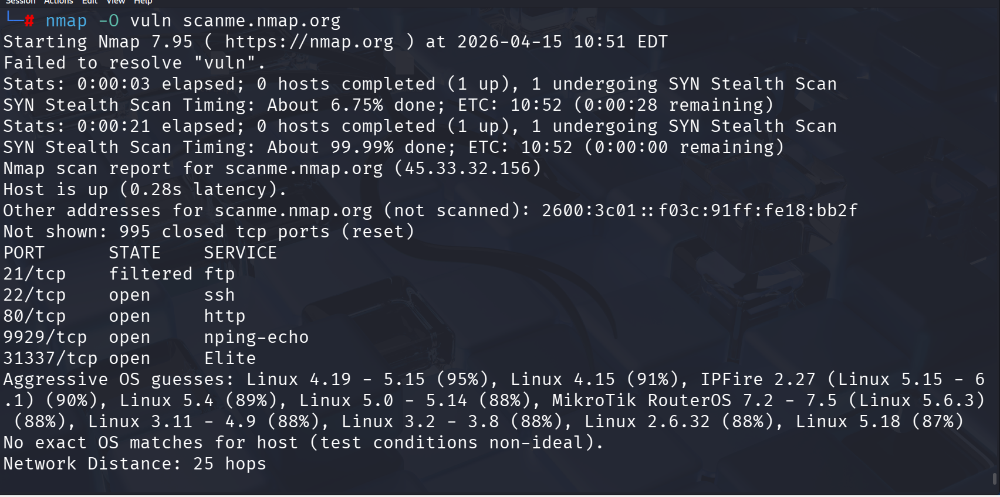 Session Actions Edit View Help
└─# nmap -O vuln scanme.nmap.org
Starting Nmap 7.95 ( https://nmap.org ) at 2026-04-15 10:51 EDT
Failed to resolve "vuln".
Stats: 0:00:03 elapsed; 0 hosts completed (1 up), 1 undergoing SYN Stealth Scan
SYN Stealth Scan Timing: About 6.75% done; ETC: 10:52 (0:00:28 remaining)
Stats: 0:00:21 elapsed; 0 hosts completed (1 up), 1 undergoing SYN Stealth Scan
SYN Stealth Scan Timing: About 99.99% done; ETC: 10:52 (0:00:00 remaining)
Nmap scan report for scanme.nmap.org (45.33.32.156)
Host is up (0.28s latency).
Other addresses for scanme.nmap.org (not scanned): 2600:3c01::f03c:91ff:fe18:bb2f
Not shown: 995 closed tcp ports (reset)
PORT      STATE    SERVICE
21/tcp    filtered ftp
22/tcp    open     ssh
80/tcp    open     http
9929/tcp  open     nping-echo
31337/tcp open     Elite
Aggressive OS guesses: Linux 4.19 - 5.15 (95%), Linux 4.15 (91%), IPFire 2.27 (Linux 5.15 - 6
.1) (90%), Linux 5.4 (89%), Linux 5.0 - 5.14 (88%), MikroTik RouterOS 7.2 - 7.5 (Linux 5.6.3)
 (88%), Linux 3.11 - 4.9 (88%), Linux 3.2 - 3.8 (88%), Linux 2.6.32 (88%), Linux 5.18 (87%)
No exact OS matches for host (test conditions non-ideal).
Network Distance: 25 hops